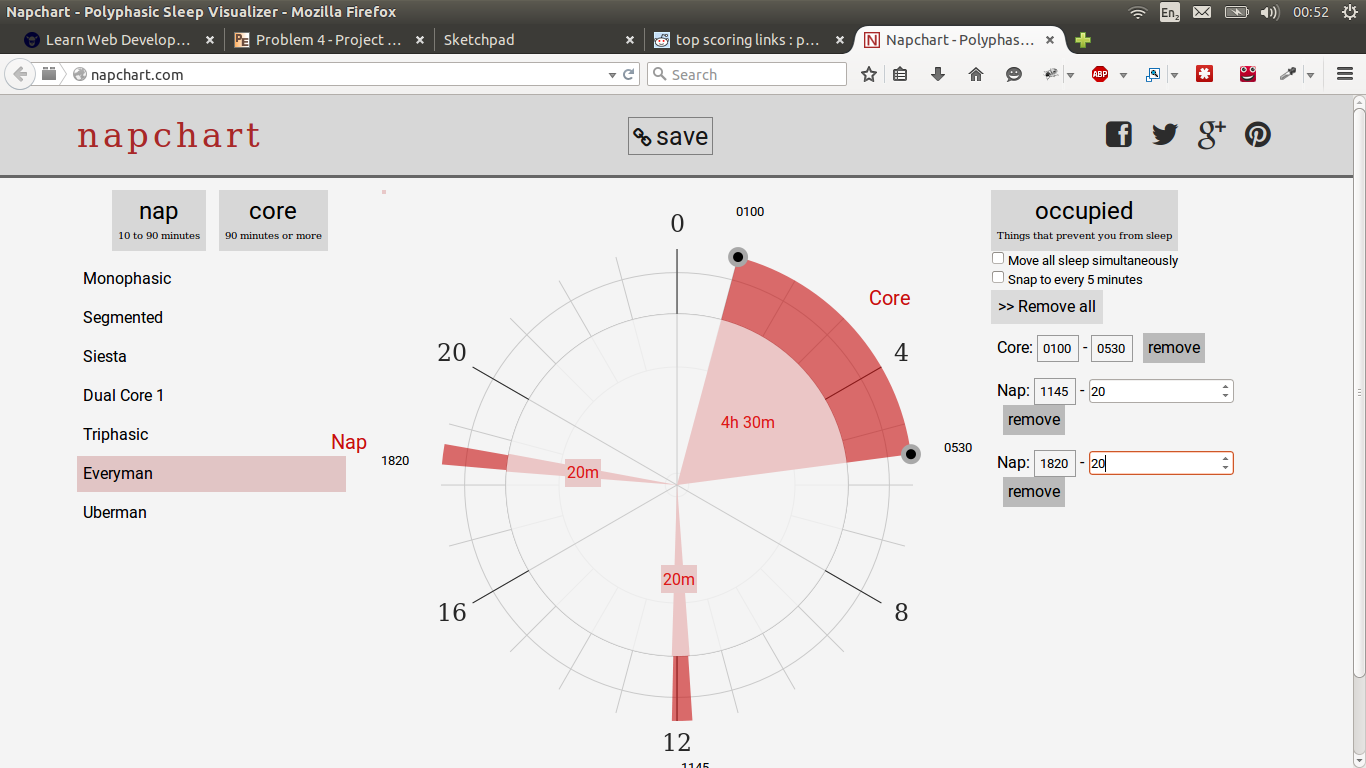 Napchart - Polyphasic Sleep Visualizer - Mozilla Firefox
En2
00:52
Learn Web Develop...
Problem 4 - Project ...
Sketchpad
top scoring links : p...
Napchart - Polyphas...
napchart.com
Search
ABP
napchart
save
nap
10 to 90 minutes
core
90 minutes or more
Monophasic
Segmented
Siesta
Dual Core 1
Triphasic
Everyman
Uberman
0
0100
Core
20
4
4h 30m
Nap
1820
20m
0530
20m
16
8
12
1145
occupied
Things that prevent you from sleep
Move all sleep simultaneously
Snap to every 5 minutes
>> Remove all
Core: 0100 - 0530 remove
Nap: 1145 - 20
remove
Nap: 1820 - 20
remove